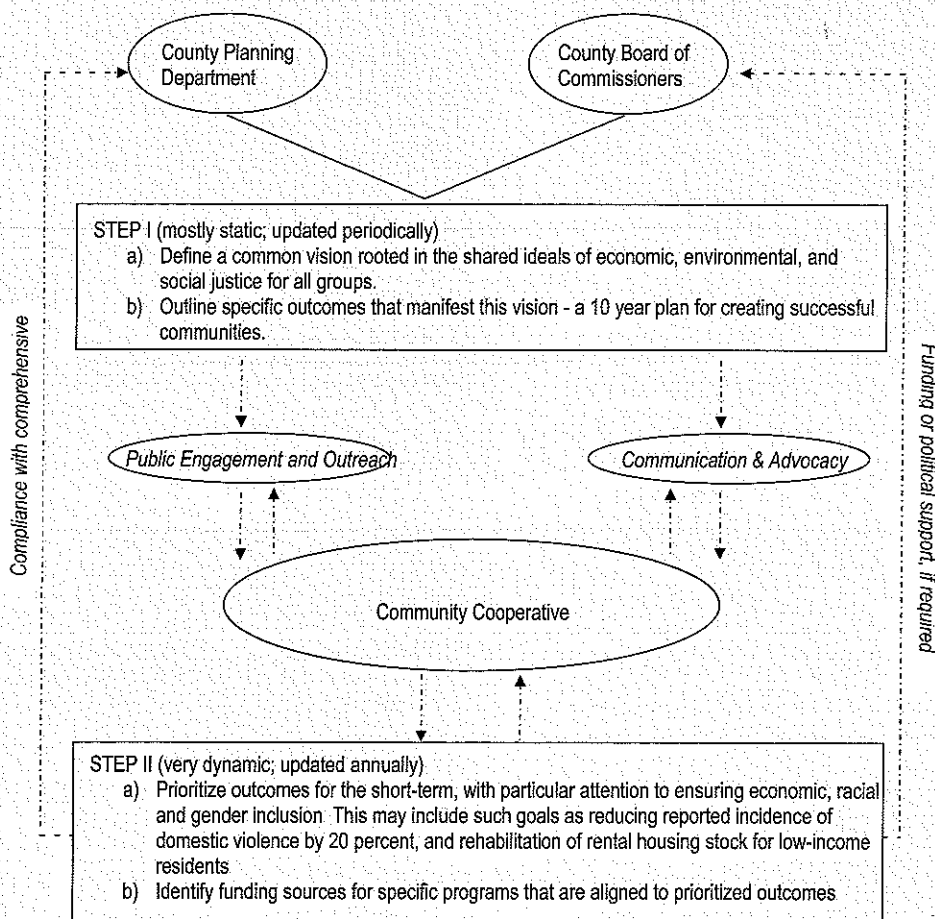 County Planning
Department
County Board of
Commissioners
STEP I (mostly static; updated periodically)
a) Define a common vision rooted in the shared ideals of economic, environmental, and
social justice for all groups.
b) Outline specific outcomes that manifest this vision - a 10 year plan for creating successful
communities.
Compliance with comprehensive
Funding or political support, if required
Public Engagement and Outreach
Communication & Advocacy
Community Cooperative
STEP II (very dynamic; updated annually)
a) Prioritize outcomes for the short-term, with particular attention to ensuring economic, racial
and gender inclusion. This may include such goals as reducing reported incidence of
domestic violence by 20 percent, and rehabilitation of rental housing stock for low-income
residents
b) Identify funding sources for specific programs that are aligned to prioritized outcomes